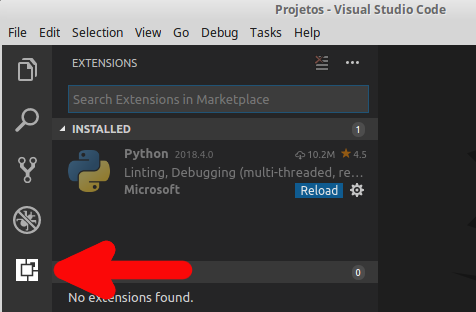 Projetos - Visual Studio Code
File Edit Selection View Go Debug Tasks Help
EXTENSIONS
Search Extensions in Marketplace
INSTALLED 1
Python 2018.4.0 10.2M 4.5
Linting, Debugging (multi-threaded, re...
Microsoft Reload
0
No extensions found.